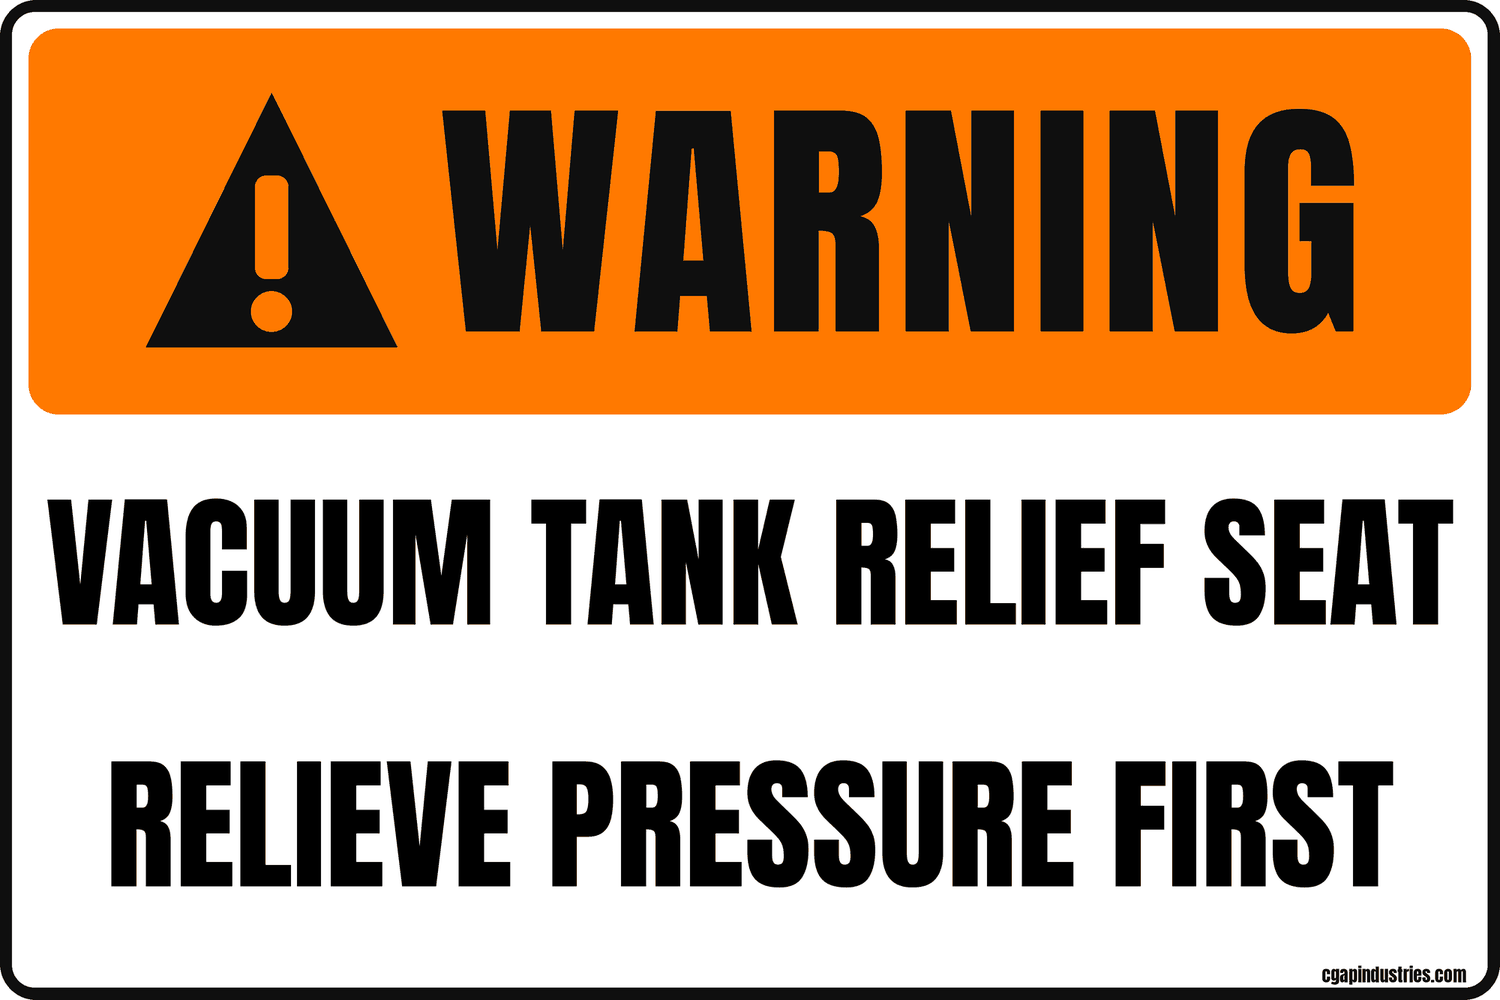 WARNING
VACUUM TANK RELIEF SEAT
RELIEVE PRESSURE FIRST
cgapindustries.com